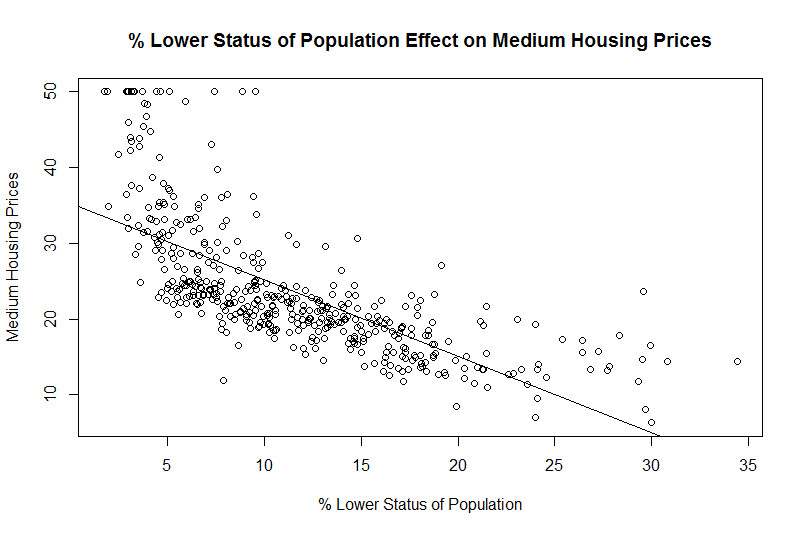 % Lower Status of Population Effect on Medium Housing Prices
Medium Housing Prices
50
40
30
20
10
5 10 15 20 25 30 35
% Lower Status of Population